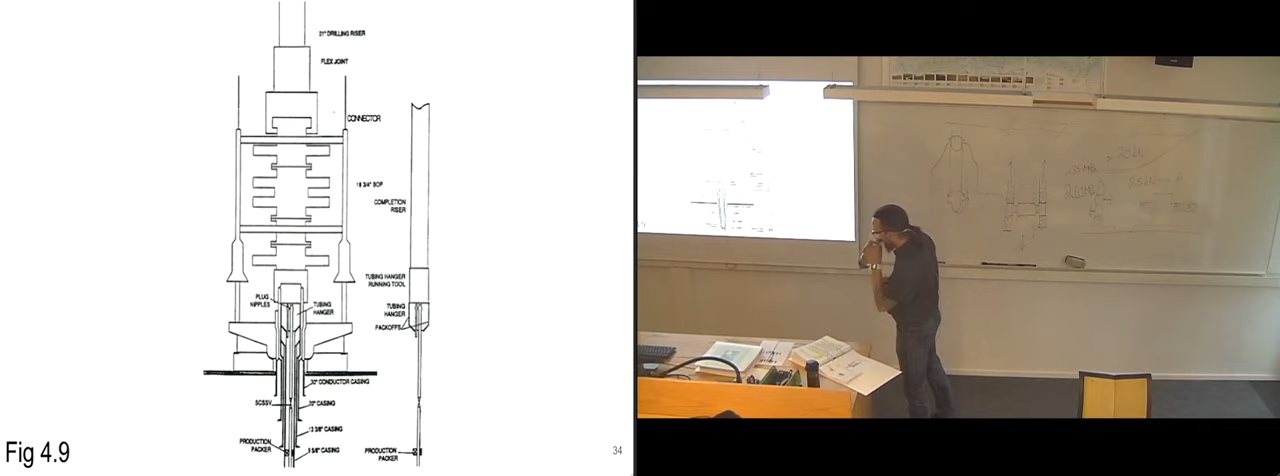 21" DRILLING RISER
FLEX JOINT
CONNECTOR
18 3/4" BOP
COMPLETION
RISER
TUBING HANGER
RUNNING TOOL
PLUG
NIPPLES
TUBING
HANGER
TUBING
HANGER
PACKOFFS
30" CONDUCTOR CASING
SCSSV
20" CASING
13 3/8" CASING
PRODUCTION
PACKER
9 5/8" CASING
PRODUCTION
PACKER
Fig 4.9
34